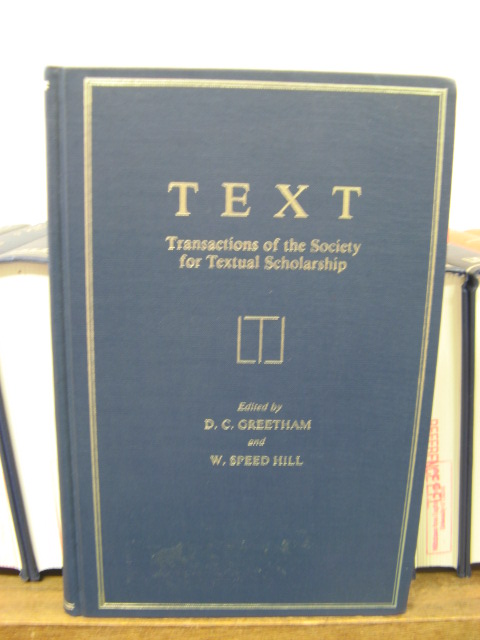 TEXT
Transactions of the Society
for Textual Scholarship
Edited by
D. C. GREETHAM
and
W. SPEED HILL